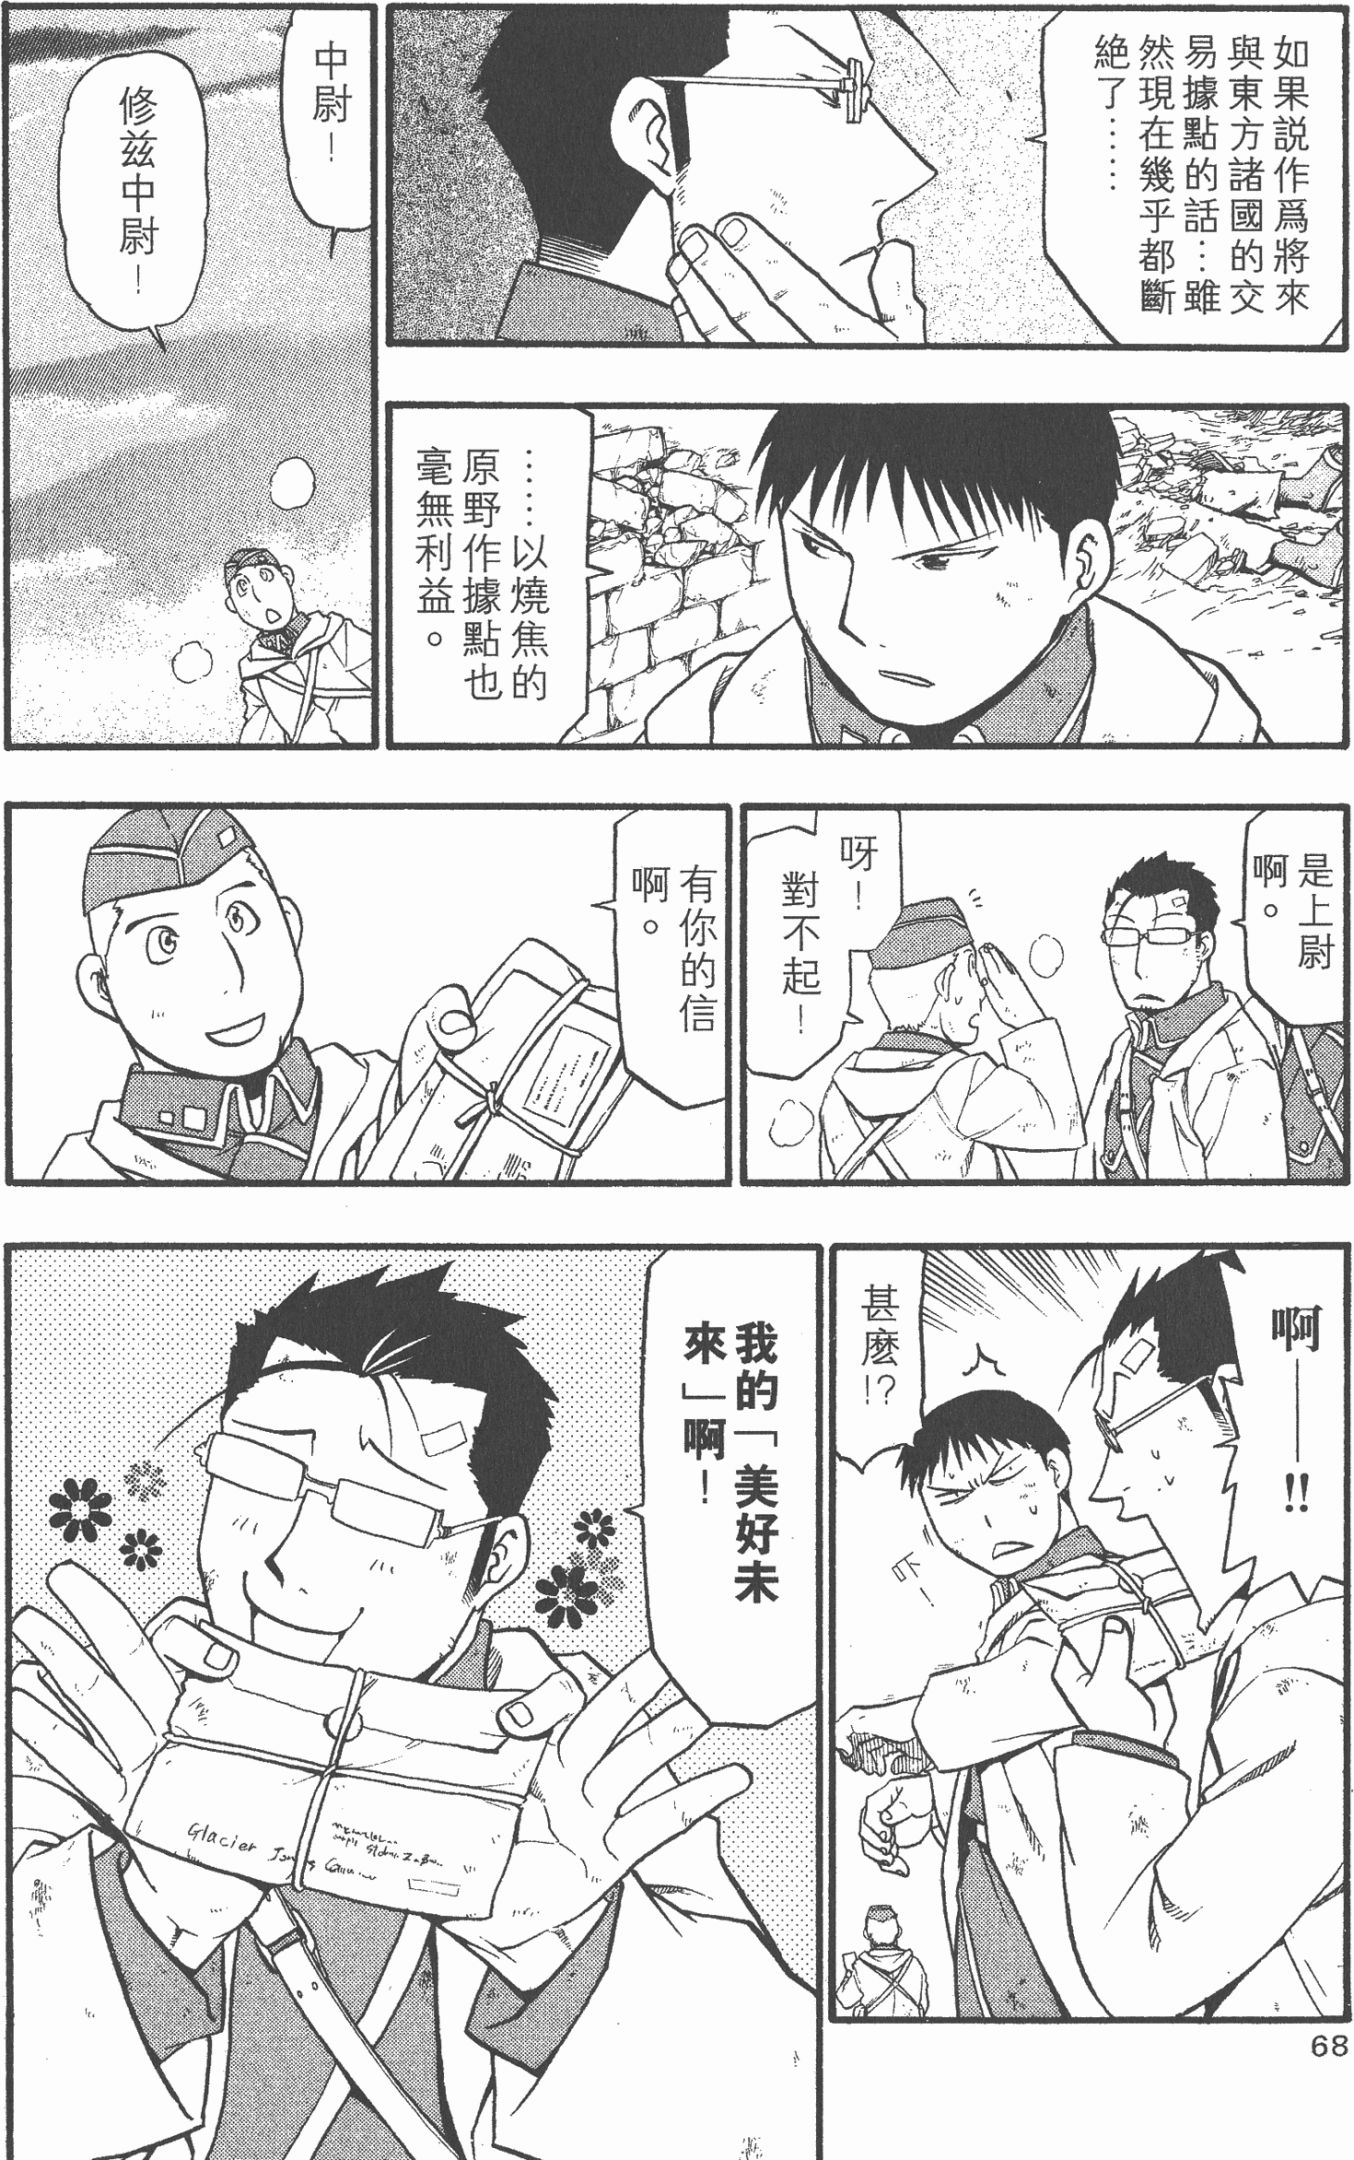 如果說作爲將來
與東方諸國的交
易據點的話⋯雖
然現在幾乎都斷
絕了⋯⋯
⋯⋯以燒焦的
原野作據點也
毫無利益。
中尉！
修茲中尉！
是上尉
啊。
呀！
對不起！
有你的信
啊。
啊──!!
甚麼!?
吓！
我的「美好未
來」啊！
Glacier
68